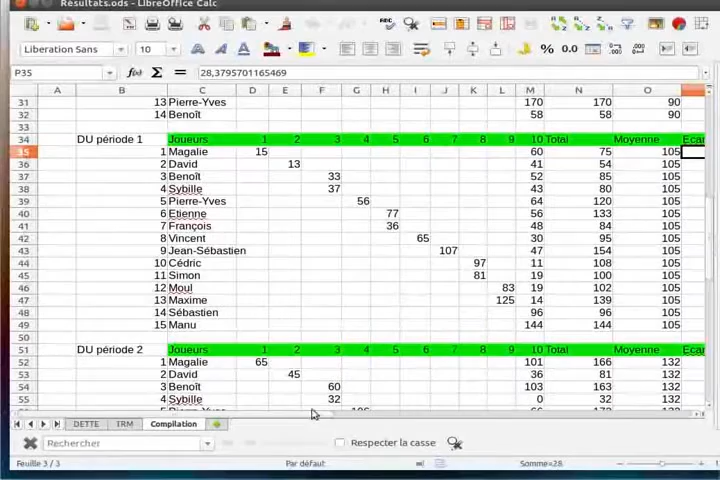 Resultats.ods - LibreOffice Calc
Liberation Sans 10
P35 28,3795701165469
A B C D E F G H I J K L M N O
31 13 Pierre-Yves 170 170 90
32 14 Benoît 58 58 90
33
34 DU période 1 Joueurs 1 2 3 4 5 6 7 8 9 10 Total Moyenne Ecar
35 1 Magalie 15 60 75 105
36 2 David 13 41 54 105
37 3 Benoît 33 52 85 105
38 4 Sybille 37 43 80 105
39 5 Pierre-Yves 56 64 120 105
40 6 Etienne 77 56 133 105
41 7 François 36 48 84 105
42 8 Vincent 65 30 95 105
43 9 Jean-Sébastien 107 47 154 105
44 10 Cédric 97 11 108 105
45 11 Simon 81 19 100 105
46 12 Moul 83 19 102 105
47 13 Maxime 125 14 139 105
48 14 Sébastien 96 96 105
49 15 Manu 144 144 105
50
51 DU période 2 Joueurs 1 2 3 4 5 6 7 8 9 10 Total Moyenne Ecar
52 1 Magalie 65 101 166 132
53 2 David 45 36 81 132
54 3 Benoît 60 103 163 132
55 4 Sybille 32 0 32 132
DETTE IRM Compilation
Rechercher Respecter la casse
Feuille 3 / 3 Par défaut Somme=28